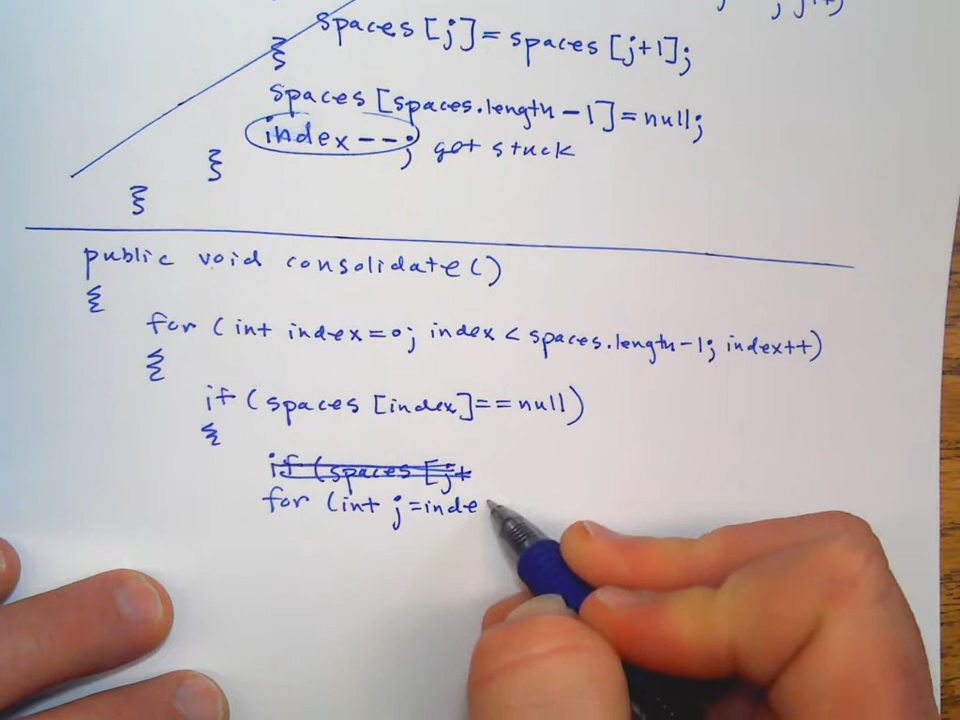 spaces [j] = spaces [j+1];
}
spaces [spaces.length - 1] = null;
index --; got stuck
}
}
public void consolidate ()
{
for (int index = 0; index < spaces.length - 1; index++)
{
if (spaces [index] == null)
{
if (spaces [j+
for (int j = inde